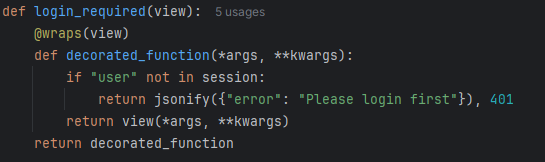 def login_required(view):  5 usages
    @wraps(view)
    def decorated_function(*args, **kwargs):
        if "user" not in session:
            return jsonify({"error": "Please login first"}), 401
        return view(*args, **kwargs)
    return decorated_function